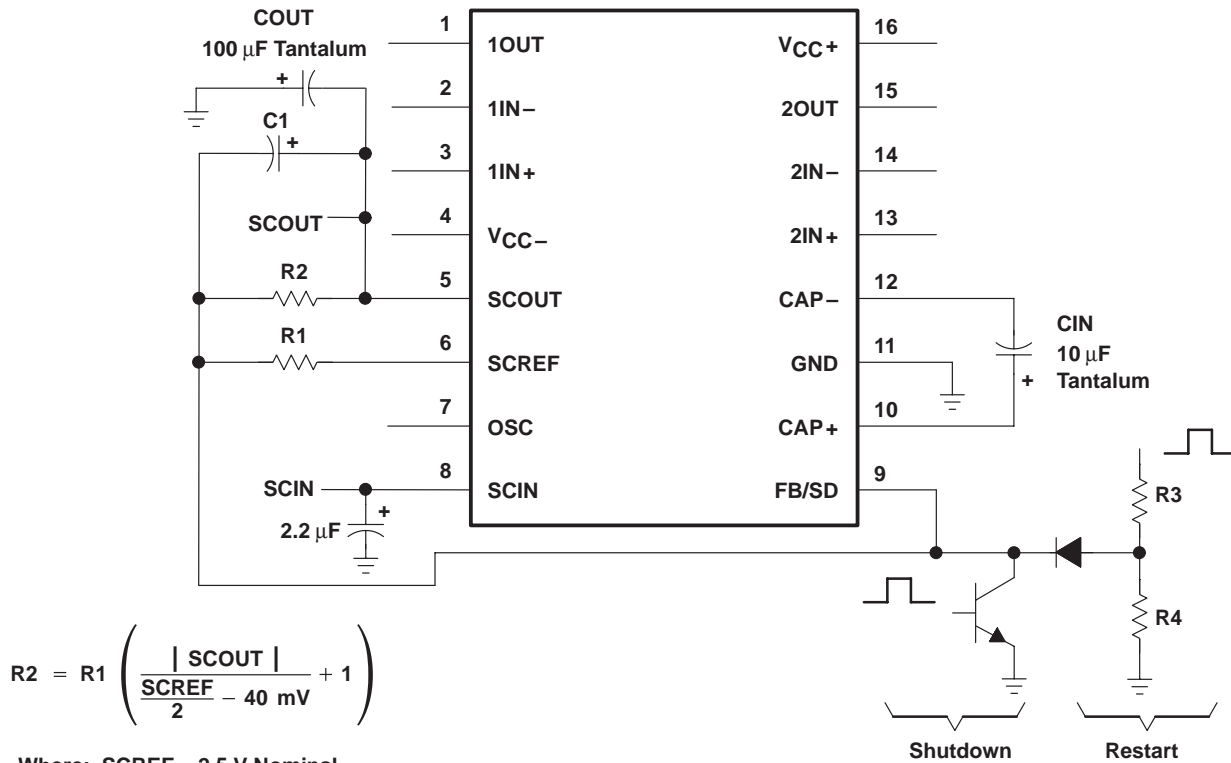 COUT
100 μF Tantalum
+
C1
+
SCOUT
R2
R1
SCIN
+
2.2 μF
1
2
3
4
5
6
7
8
1OUT
1IN−
1IN+
VCC−
SCOUT
SCREF
OSC
SCIN
VCC+
2OUT
2IN−
2IN+
CAP−
GND
CAP+
FB/SD
16
15
14
13
12
11
10
9
CIN
10 μF
+ Tantalum
R3
R4
Shutdown
Restart
R2 = R1 ( | SCOUT | / (SCREF / 2 − 40 mV) + 1 )